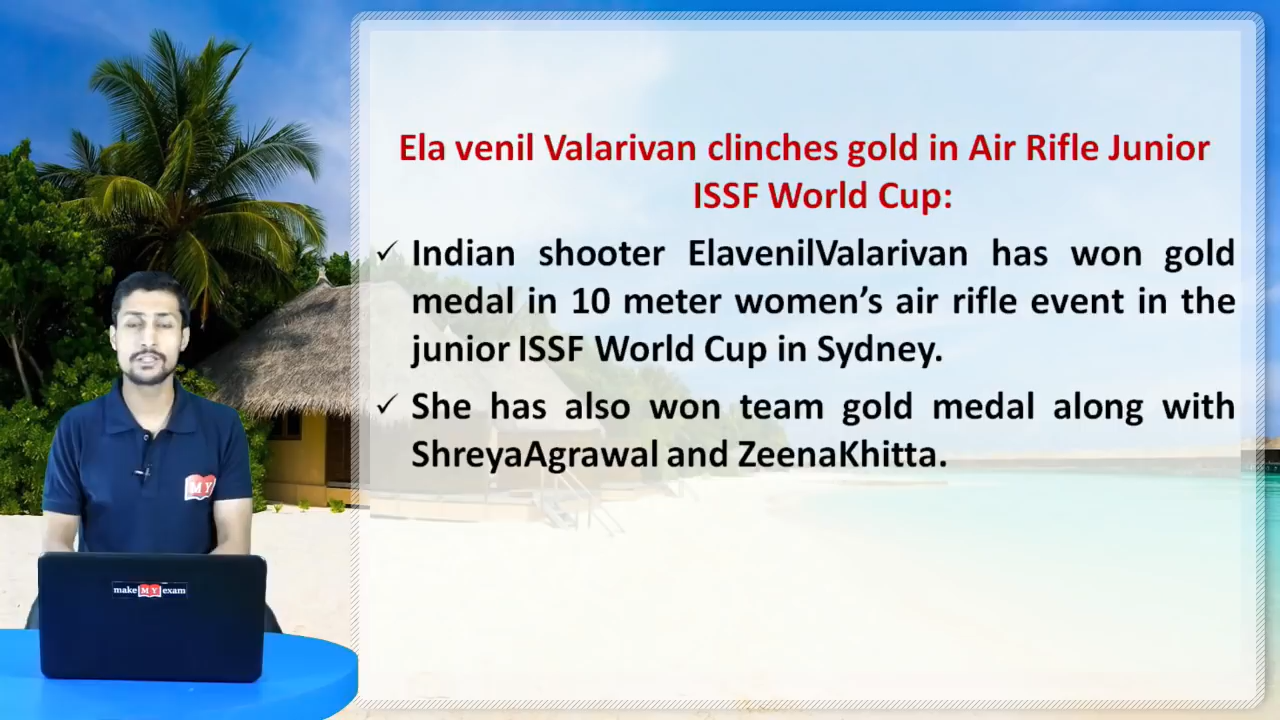 Ela venil Valarivan clinches gold in Air Rifle Junior
ISSF World Cup:
✓ Indian shooter ElavenilValarivan has won gold
medal in 10 meter women’s air rifle event in the
junior ISSF World Cup in Sydney.
✓ She has also won team gold medal along with
ShreyaAgrawal and ZeenaKhitta.
MY
make MY exam